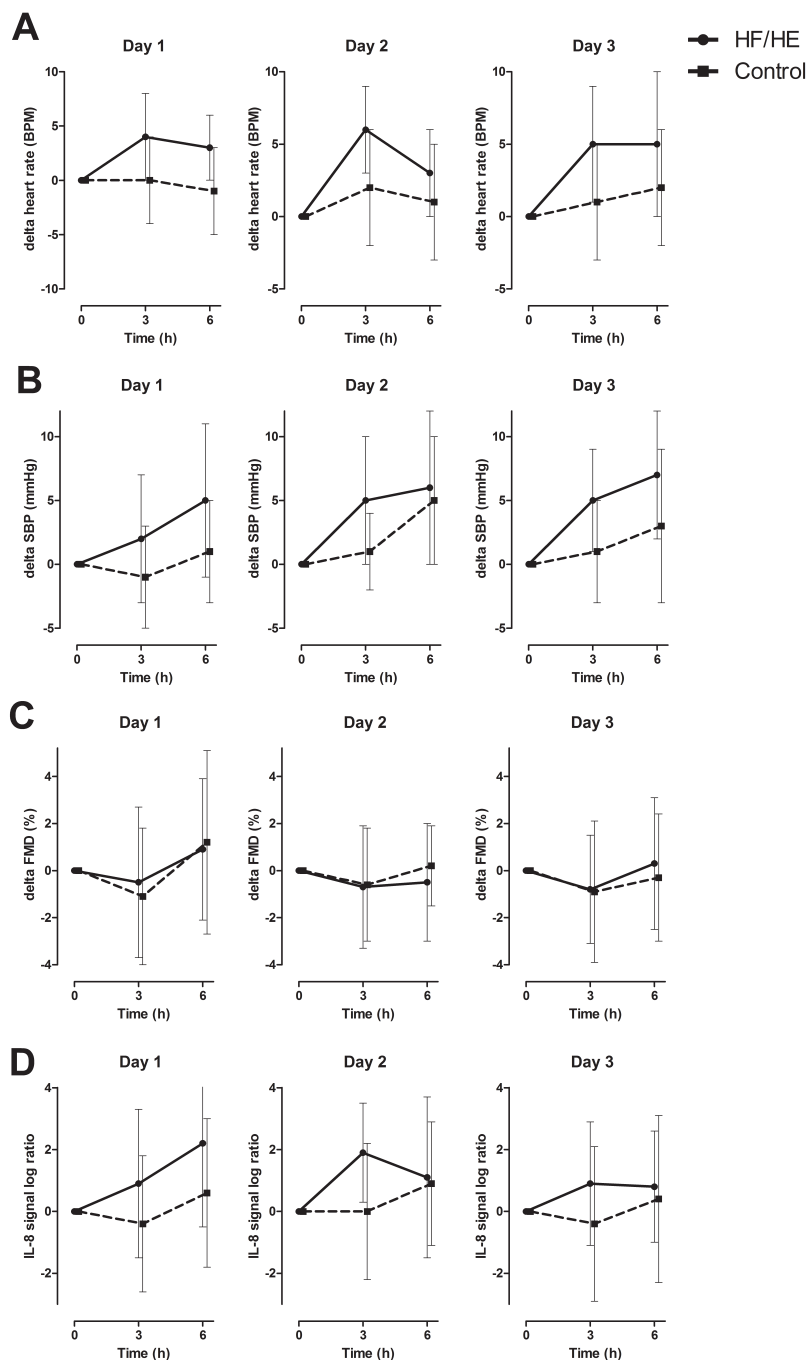 A
HF/HE
Control
Day 1
Day 2
Day 3
delta heart rate (BPM)
10
5
0
-5
-10
0 3 6
Time (h)
delta heart rate (BPM)
10
5
0
-5
0 3 6
Time (h)
delta heart rate (BPM)
10
5
0
-5
0 3 6
Time (h)
B
Day 1
Day 2
Day 3
delta SBP (mmHg)
10
5
0
-5
0 3 6
Time (h)
delta SBP (mmHg)
10
5
0
-5
0 3 6
Time (h)
delta SBP (mmHg)
10
5
0
-5
0 3 6
Time (h)
C
Day 1
Day 2
Day 3
delta FMD (%)
4
2
0
-2
-4
0 3 6
Time (h)
delta FMD (%)
4
2
0
-2
-4
0 3 6
Time (h)
delta FMD (%)
4
2
0
-2
-4
0 3 6
Time (h)
D
Day 1
Day 2
Day 3
IL-8 signal log ratio
4
2
0
-2
0 3 6
Time (h)
IL-8 signal log ratio
4
2
0
-2
0 3 6
Time (h)
IL-8 signal log ratio
4
2
0
-2
0 3 6
Time (h)